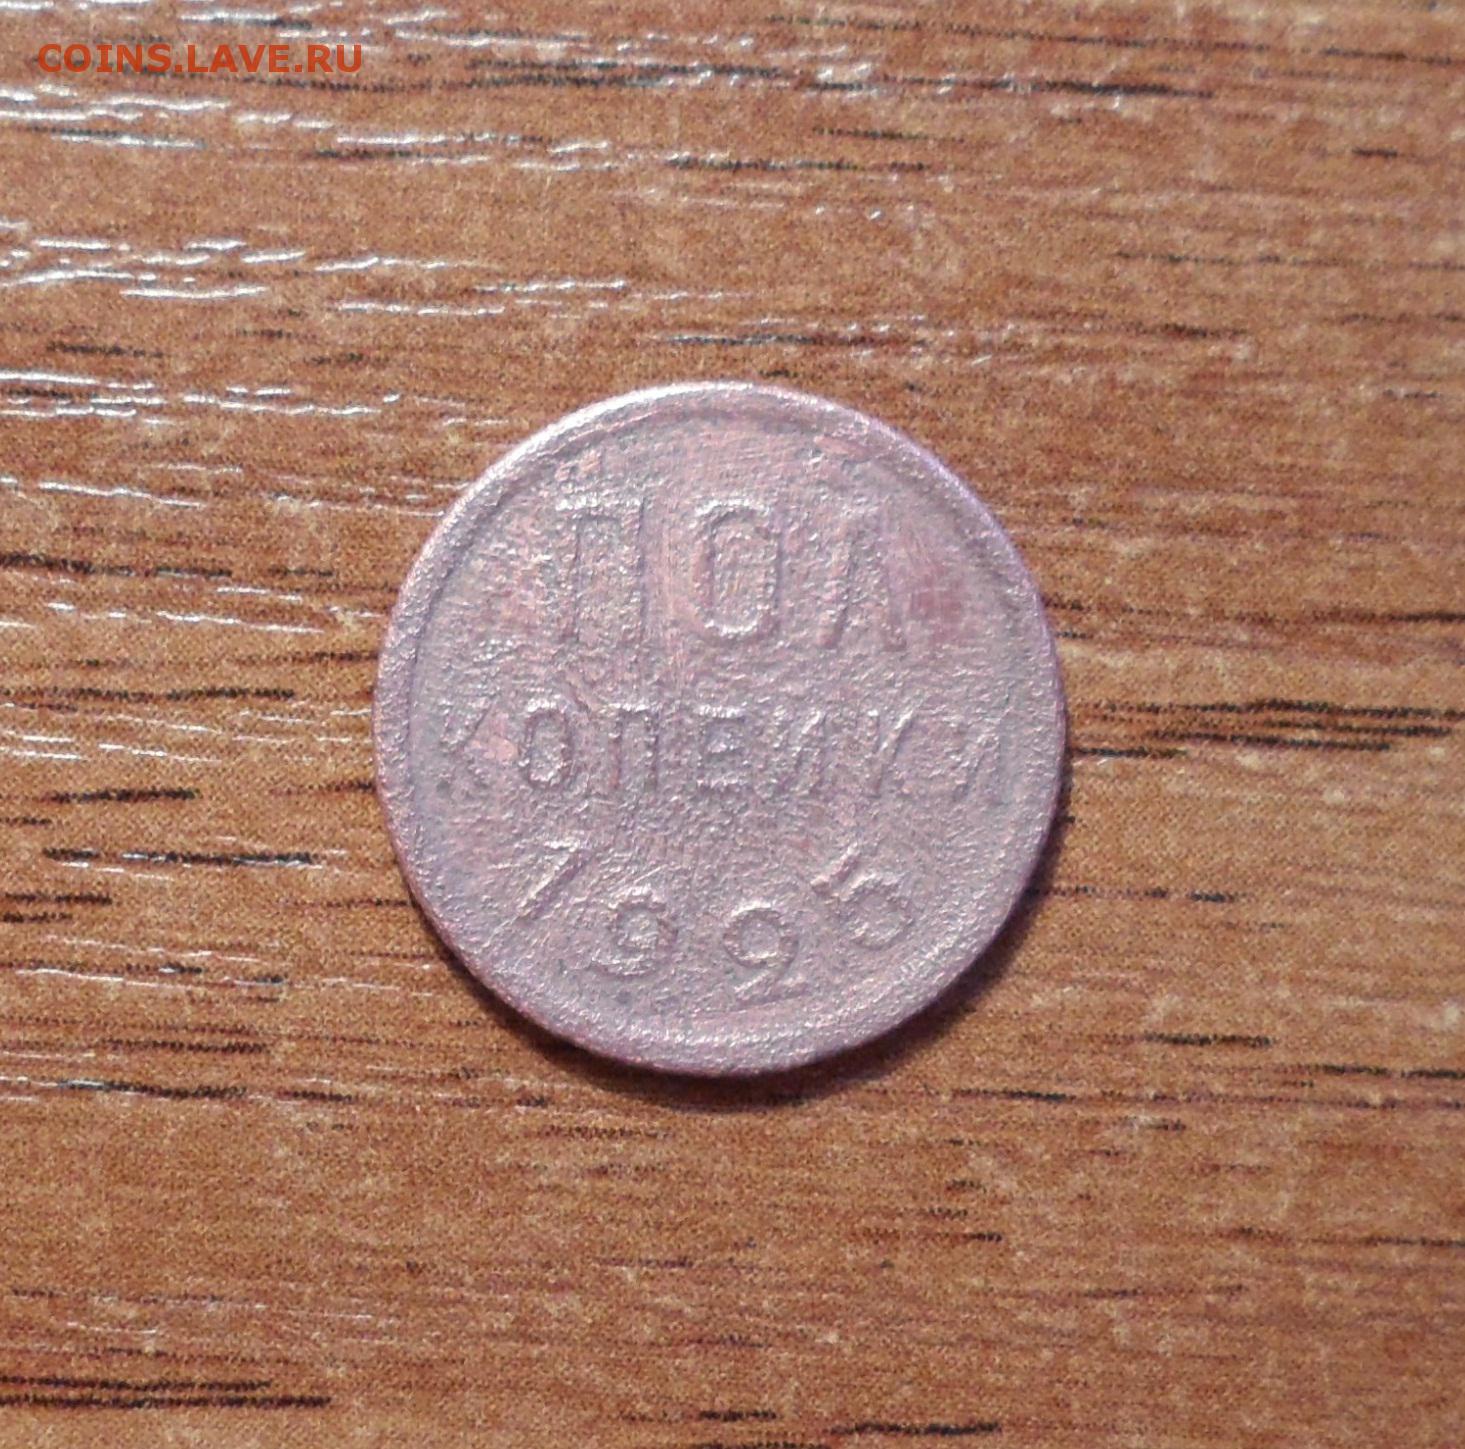 COINS.LAVE.RU
ПОЛ
КОПЕЙКИ
1925